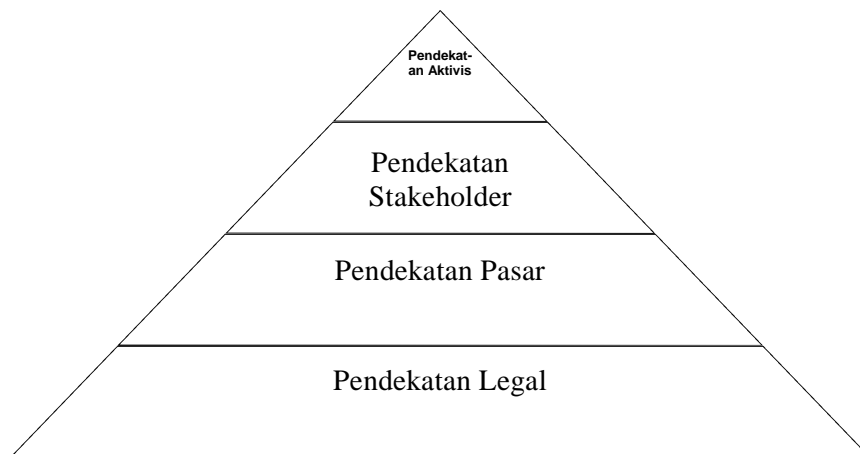 Pendekat-
an Aktivis
Pendekatan
Stakeholder
Pendekatan Pasar
Pendekatan Legal